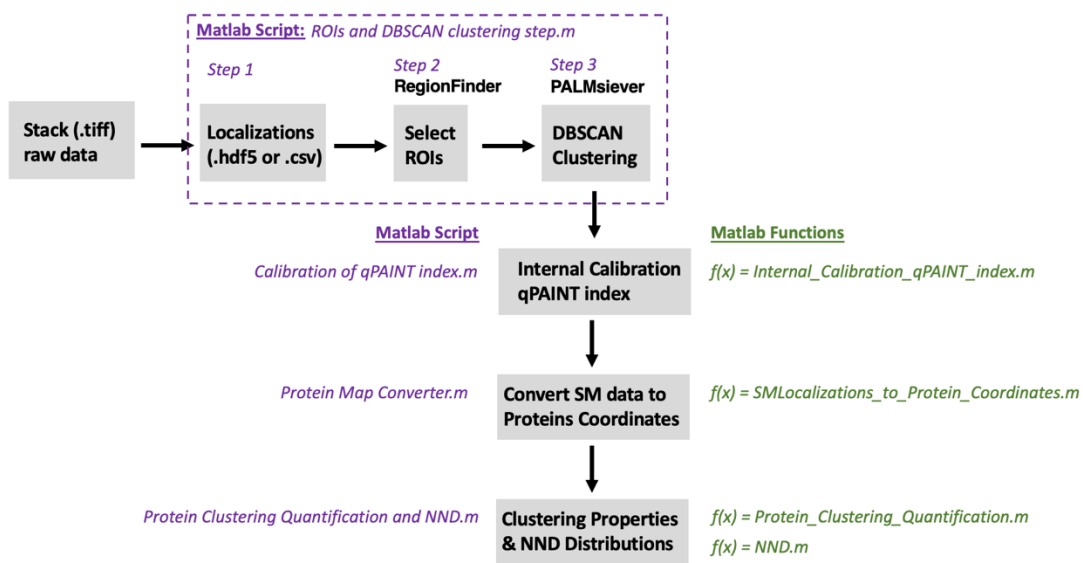 Matlab Script: ROIs and DBSCAN clustering step.m
Step 1
Step 2
Step 3
RegionFinder
PALMsiever
Stack (.tiff)
raw data
Localizations
(.hdf5 or .csv)
Select
ROIs
DBSCAN
Clustering
Matlab Script
Matlab Functions
Calibration of qPAINT index.m
Internal Calibration
qPAINT index
f(x) = Internal_Calibration_qPAINT_index.m
Protein Map Converter.m
Convert SM data to
Proteins Coordinates
f(x) = SMLocalizations_to_Protein_Coordinates.m
Protein Clustering Quantification and NND.m
Clustering Properties
& NND Distributions
f(x) = Protein_Clustering_Quantification.m
f(x) = NND.m